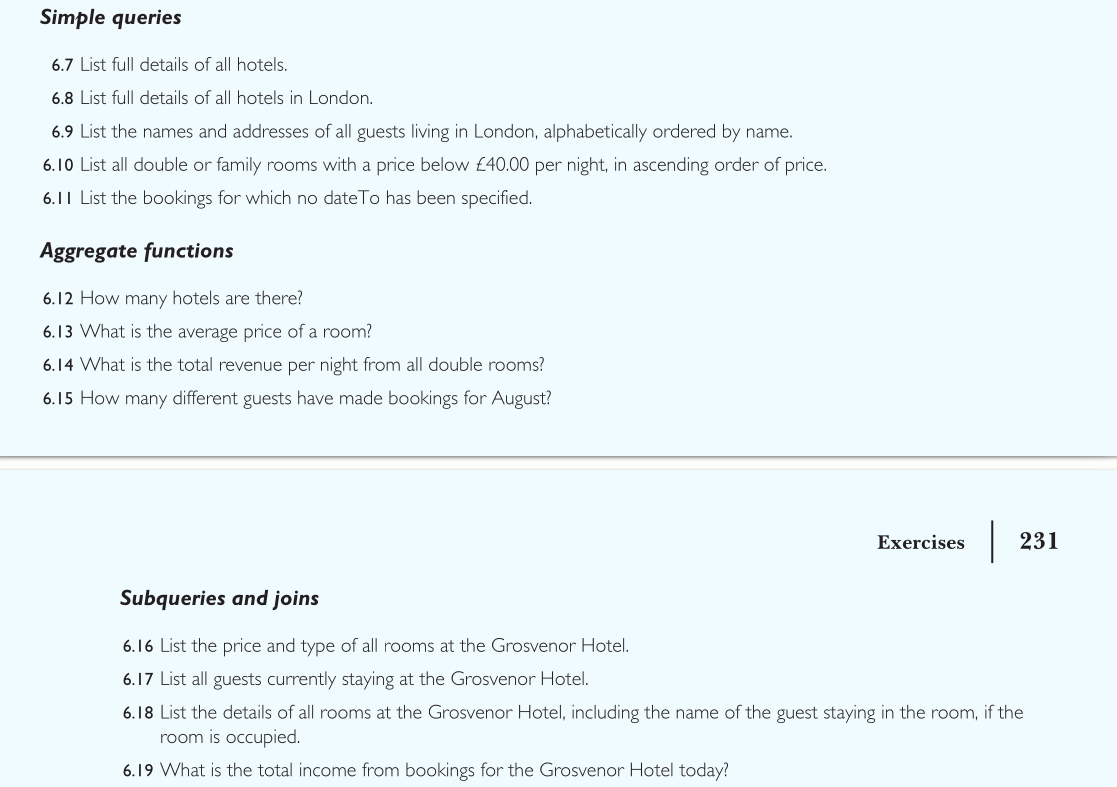 Simple queries
6.7 List full details of all hotels.
6.8 List full details of all hotels in London.
6.9 List the names and addresses of all guests living in London, alphabetically ordered by name.
6.10 List all double or family rooms with a price below £40.00 per night, in ascending order of price.
6.11 List the bookings for which no dateTo has been specified.
Aggregate functions
6.12 How many hotels are there?
6.13 What is the average price of a room?
6.14 What is the total revenue per night from all double rooms?
6.15 How many different guests have made bookings for August?
Exercises | 231
Subqueries and joins
6.16 List the price and type of all rooms at the Grosvenor Hotel.
6.17 List all guests currently staying at the Grosvenor Hotel.
6.18 List the details of all rooms at the Grosvenor Hotel, including the name of the guest staying in the room, if the
room is occupied.
6.19 What is the total income from bookings for the Grosvenor Hotel today?